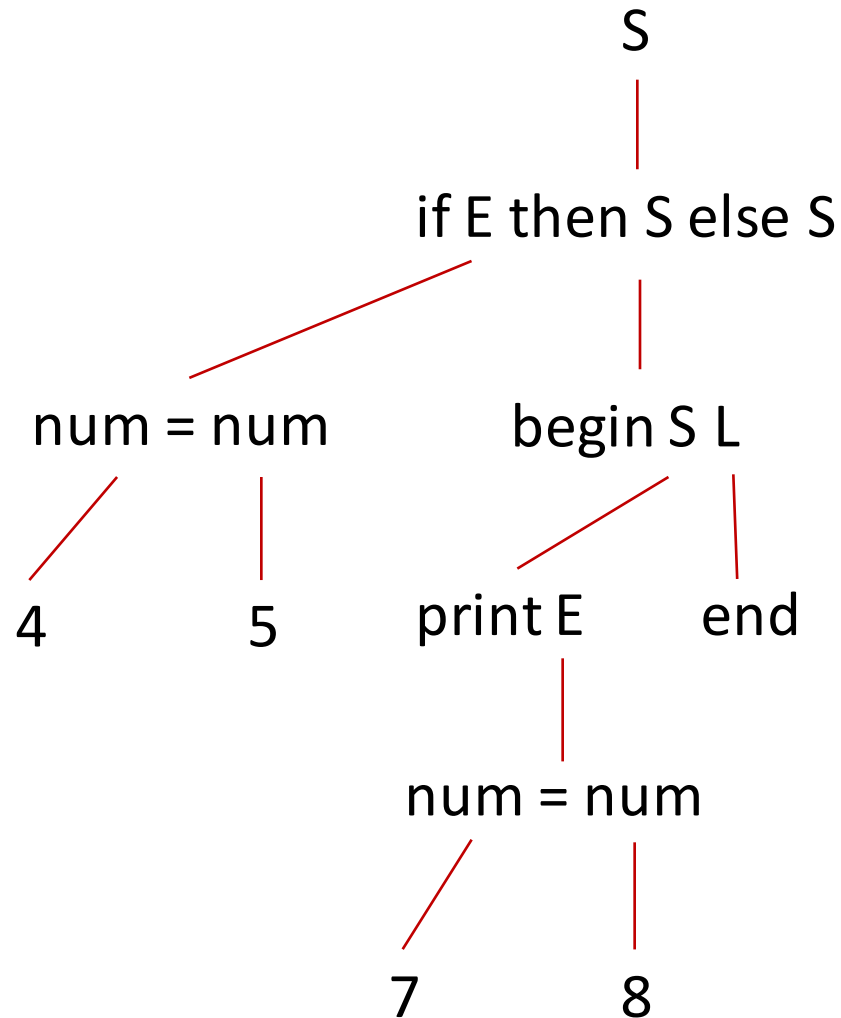 S
if E then S else S
num = num begin S L
4 5 print E end
num = num
7 8